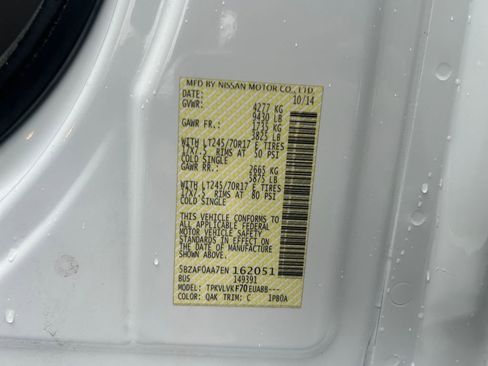 MFD BY NISSAN MOTOR CO., LTD.
DATE: 10/14
GVWR: 4277 KG
9430 LB
GAWR FR.: 1735 KG
3825 LB
WITH LT245/70R17 E TIRES
17X7.5 RIMS AT 50 PSI
COLD SINGLE
GAWR RR.: 2665 KG
5875 LB
WITH LT245/70R17 E TIRES
17X7.5 RIMS AT 80 PSI
COLD SINGLE
THIS VEHICLE CONFORMS TO
ALL APPLICABLE FEDERAL
MOTOR VEHICLE SAFETY
STANDARDS IN EFFECT ON THE
DATE OF MANUFACTURE
SHOWN ABOVE.
5BZAF0AA7EN 162051
BUS 149391
MODEL: TPKVLVKF70EUABB---
COLOR: QAK TRIM: C 1PBOA